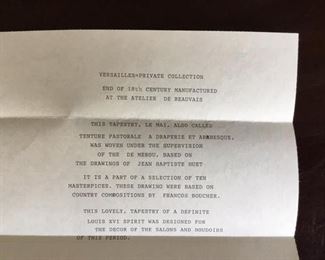 VERSAILLES-PRIVATE COLLECTION
END OF 18th CENTURY MANUFACTURED
AT THE ATELIER DE BEAUVAIS
THIS TAPESTRY, LE MAI, ALSO CALLED
TENTURE PASTORALE A DRAPERIE ET ARABESQUE,
WAS WOVEN UNDER THE SUPERVISION
OF THE DE MENOU, BASED ON
THE DRAWINGS OF JEAN BAPTISTE HUET
IT IS A PART OF A SELECTION OF TEN
MASTERPICES. THESE DRAWING WERE BASED ON
COUNTRY COMPOSITIONS BY FRANCOS BOUCHER.
THIS LOVELY, TAPESTRY OF A DEFINITE
LOUIS XVI SPIRIT WAS DESIGNED FOR
THE DECOR OF THE SALONS AND BOUDOIRS
OF THIS PERIOD.